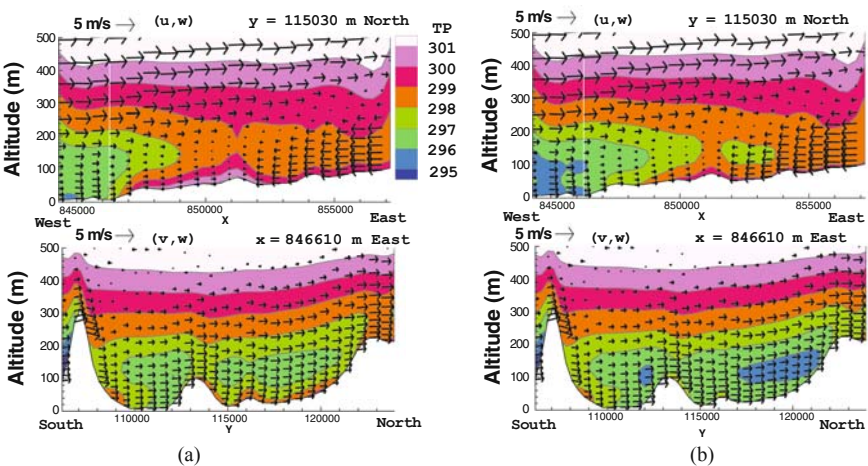 5 m/s (u,w) y = 115030 m North TP
500
400
300
200
100
0
Altitude (m)
301
300
299
298
297
296
295
845000 850000 855000
West X East
5 m/s (v,w) x = 846610 m East
500
400
300
200
100
0
Altitude (m)
110000 115000 120000
South Y North
(a)
5 m/s (u,w) y = 115030 m North
500
400
300
200
100
0
Altitude (m)
845000 850000 855000
West X East
5 m/s (v,w) x = 846610 m East
500
400
300
200
100
0
Altitude (m)
110000 115000 120000
South Y North
(b)